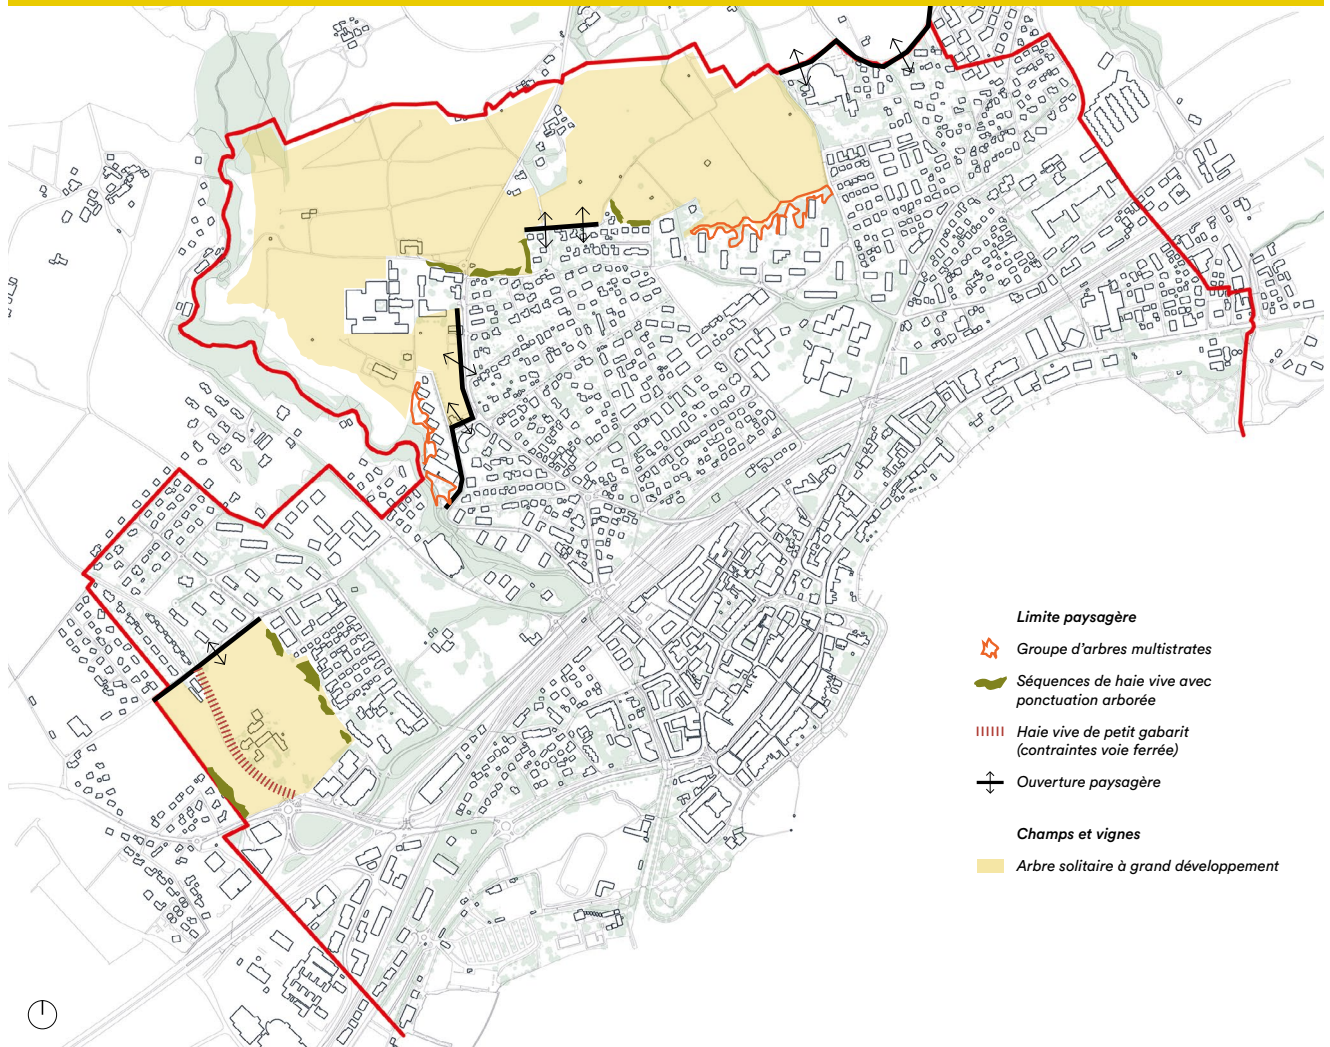 Limite paysagère
Groupe d'arbres multistrates
Séquences de haie vive avec
ponctuation arborée
Haie vive de petit gabarit
(contraintes voie ferrée)
Ouverture paysagère
Champs et vignes
Arbre solitaire à grand développement